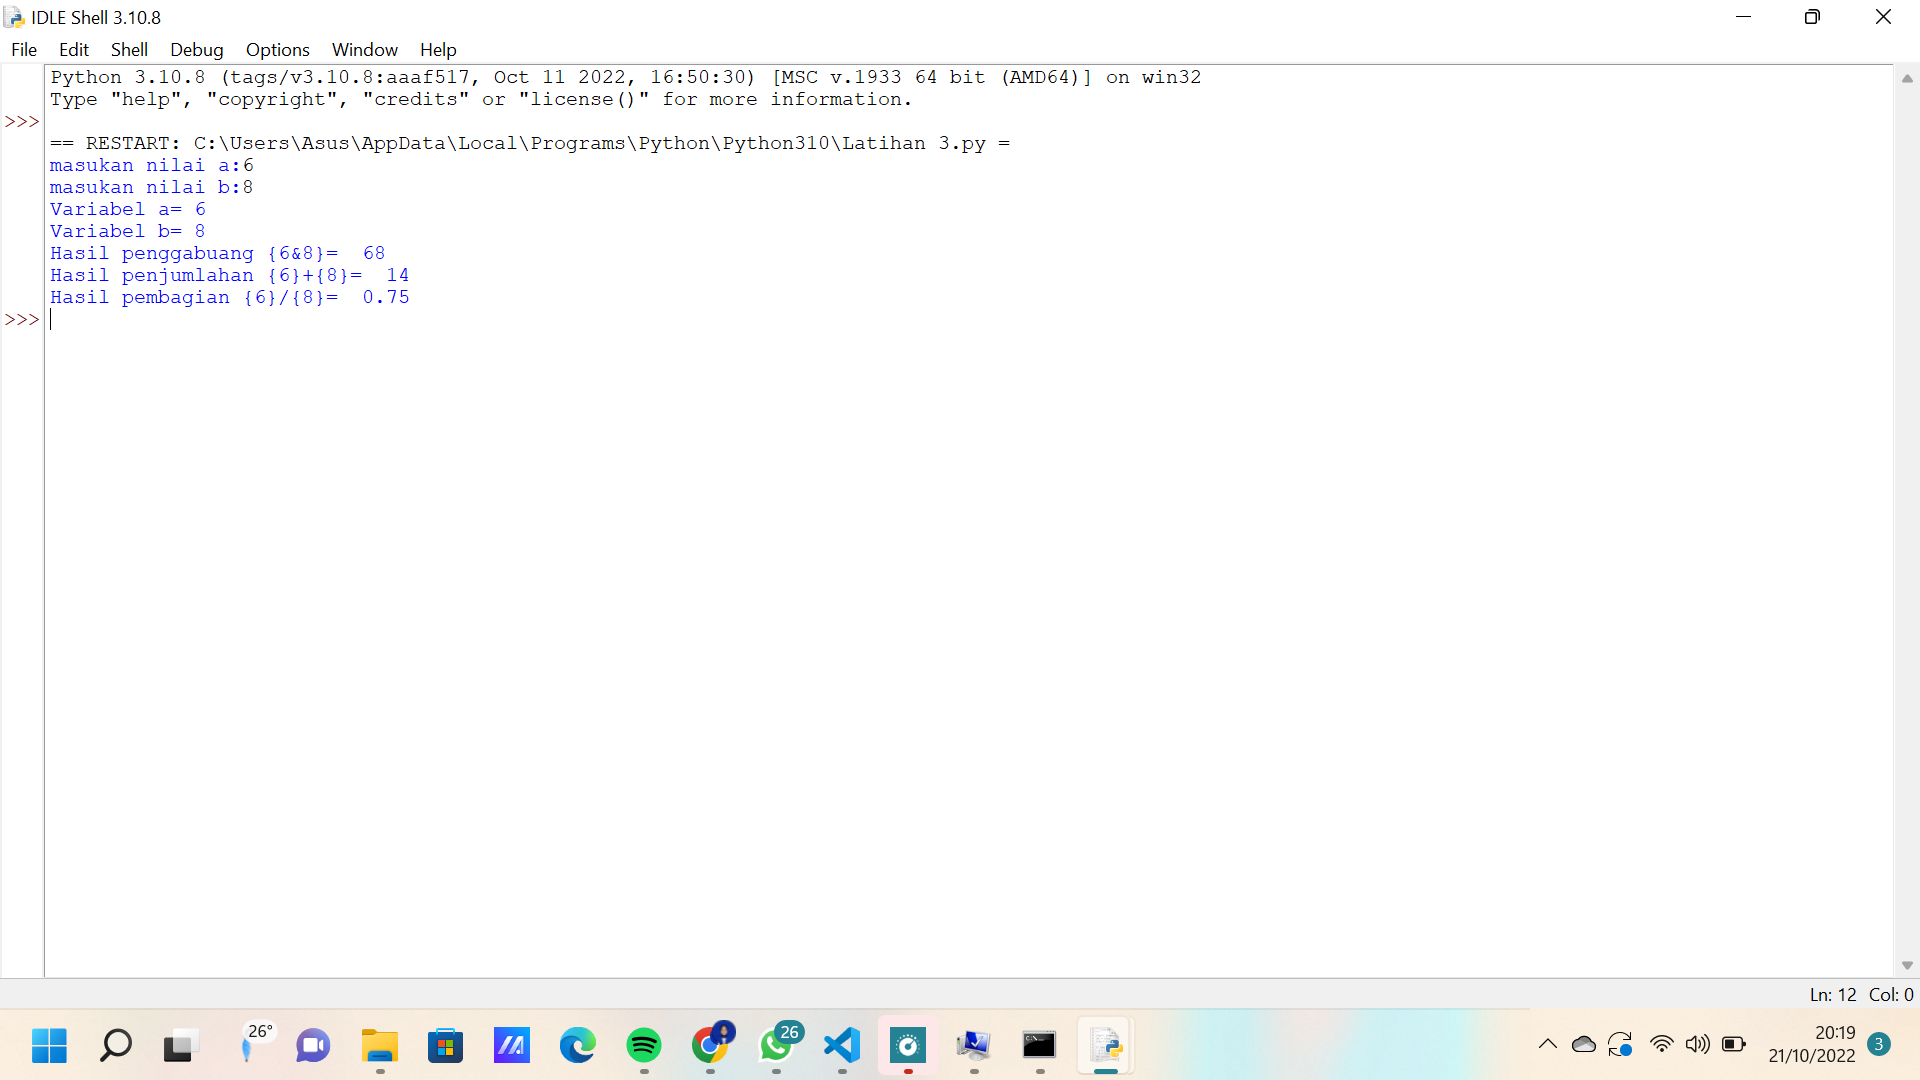 IDLE Shell 3.10.8
File Edit Shell Debug Options Window Help
Python 3.10.8 (tags/v3.10.8:aaaf517, Oct 11 2022, 16:50:30) [MSC v.1933 64 bit (AMD64)] on win32
Type "help", "copyright", "credits" or "license()" for more information.
>>>
== RESTART: C:\Users\Asus\AppData\Local\Programs\Python\Python310\Latihan 3.py =
masukan nilai a:6
masukan nilai b:8
Variabel a= 6
Variabel b= 8
Hasil penggabuang {6&8}=  68
Hasil penjumlahan {6}+{8}=  14
Hasil pembagian {6}/{8}=  0.75
>>>
Ln: 12 Col: 0
26°
26
20:19
21/10/2022
3